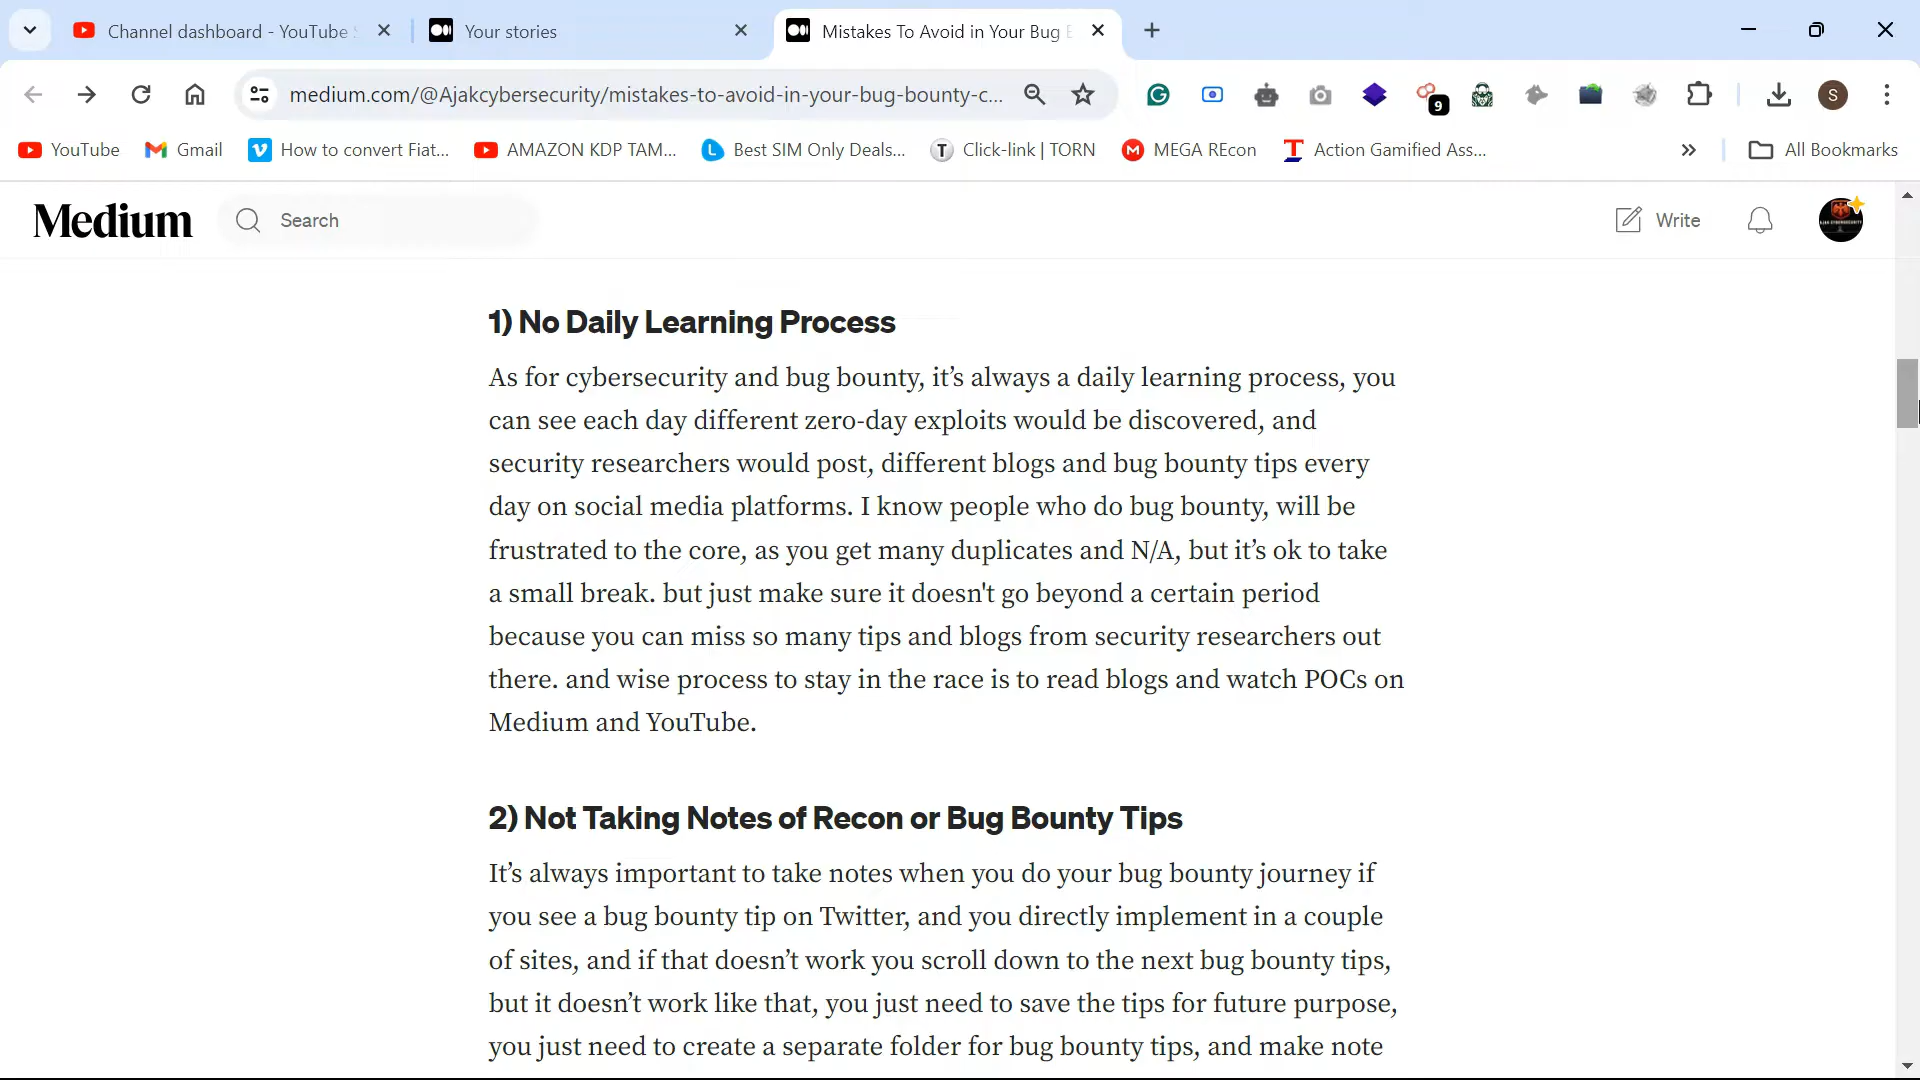 Channel dashboard - YouTube
Your stories
Mistakes To Avoid in Your Bug
medium.com/@Ajakcybersecurity/mistakes-to-avoid-in-your-bug-bounty-c...
9
S
YouTube
Gmail
How to convert Fiat...
AMAZON KDP TAM...
Best SIM Only Deals...
Click-link | TORN
MEGA REcon
Action Gamified Ass...
All Bookmarks
Medium
Search
Write
1) No Daily Learning Process
As for cybersecurity and bug bounty, it’s always a daily learning process, you
can see each day different zero-day exploits would be discovered, and
security researchers would post, different blogs and bug bounty tips every
day on social media platforms. I know people who do bug bounty, will be
frustrated to the core, as you get many duplicates and N/A, but it’s ok to take
a small break. but just make sure it doesn't go beyond a certain period
because you can miss so many tips and blogs from security researchers out
there. and wise process to stay in the race is to read blogs and watch POCs on
Medium and YouTube.
2) Not Taking Notes of Recon or Bug Bounty Tips
It’s always important to take notes when you do your bug bounty journey if
you see a bug bounty tip on Twitter, and you directly implement in a couple
of sites, and if that doesn’t work you scroll down to the next bug bounty tips,
but it doesn’t work like that, you just need to save the tips for future purpose,
you just need to create a separate folder for bug bounty tips, and make note